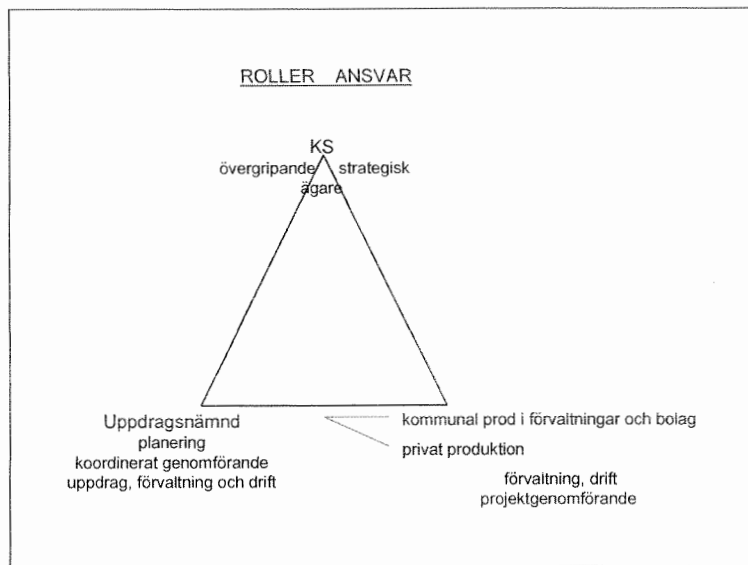 ROLLER ANSVAR
KS
övergripande strategisk
ägare
Uppdragsnämnd
planering
koordinerat genomförande
uppdrag, förvaltning och drift
kommunal prod i förvaltningar och bolag
privat produktion
förvaltning, drift
projektgenomförande